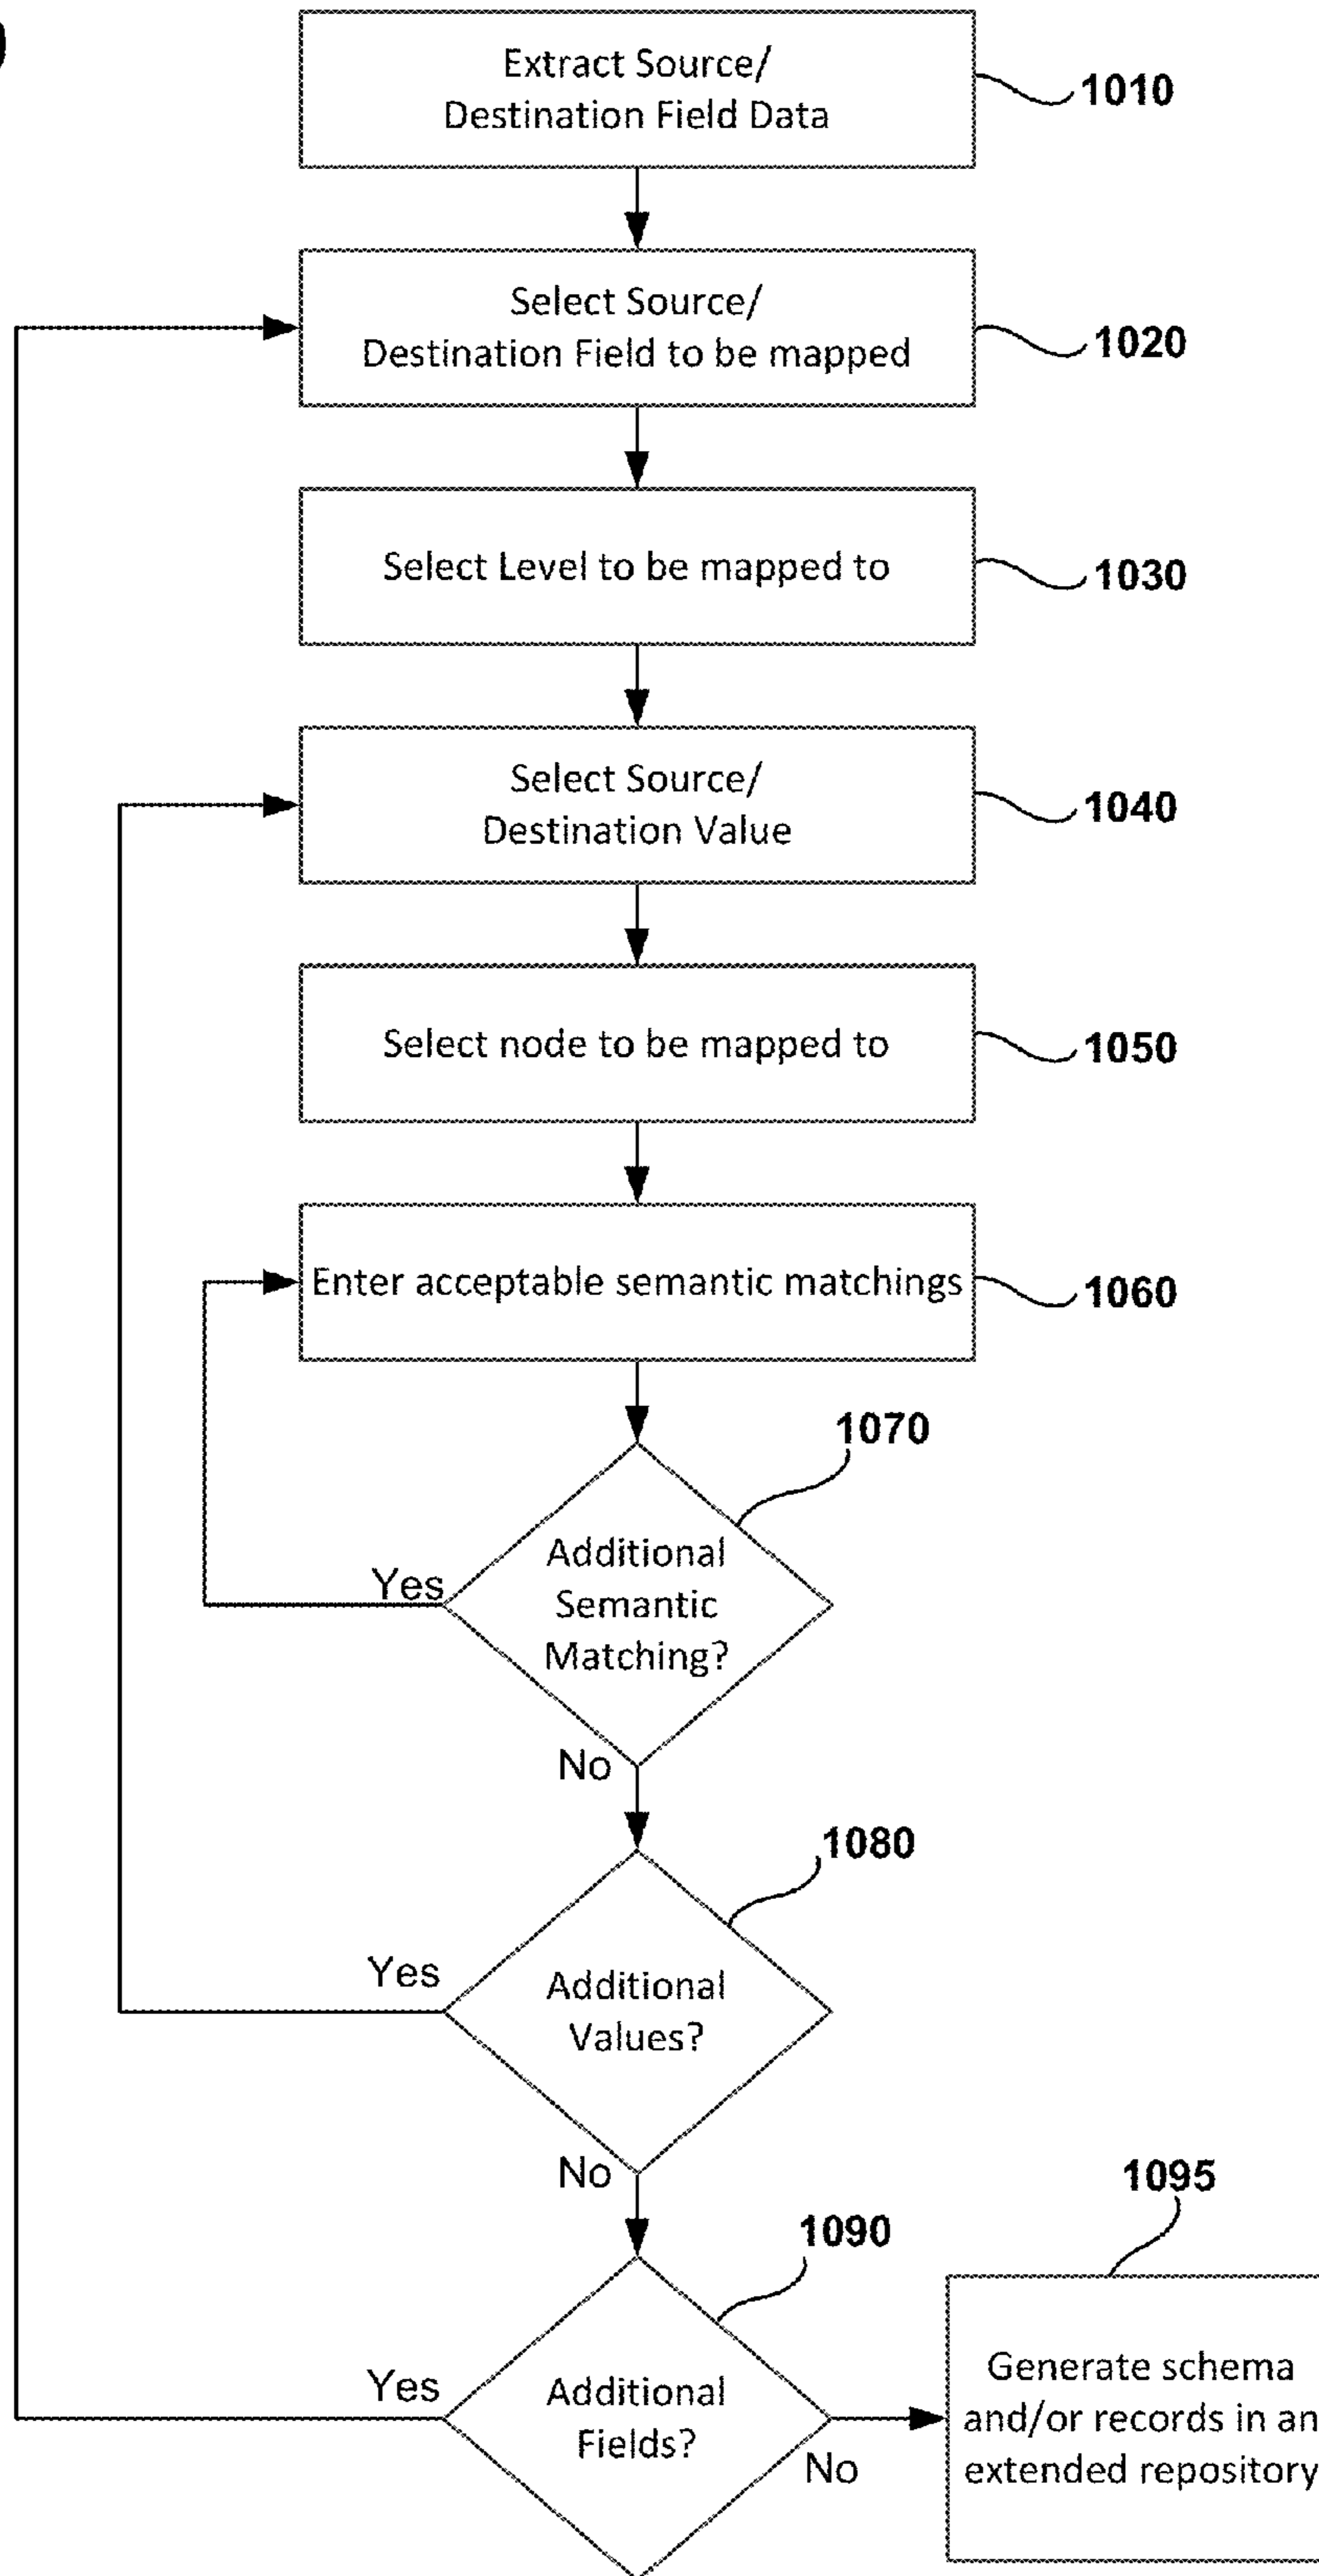 Extract Source/
Destination Field Data
1010
Select Source/
Destination Field to be mapped
1020
Select Level to be mapped to
1030
Select Source/
Destination Value
1040
Select node to be mapped to
1050
Enter acceptable semantic matchings
1060
1070
Additional
Semantic
Matching?
Yes
No
1080
Additional
Values?
Yes
No
1090
Additional
Fields?
Yes
No
1095
Generate schema
and/or records in an
extended repository